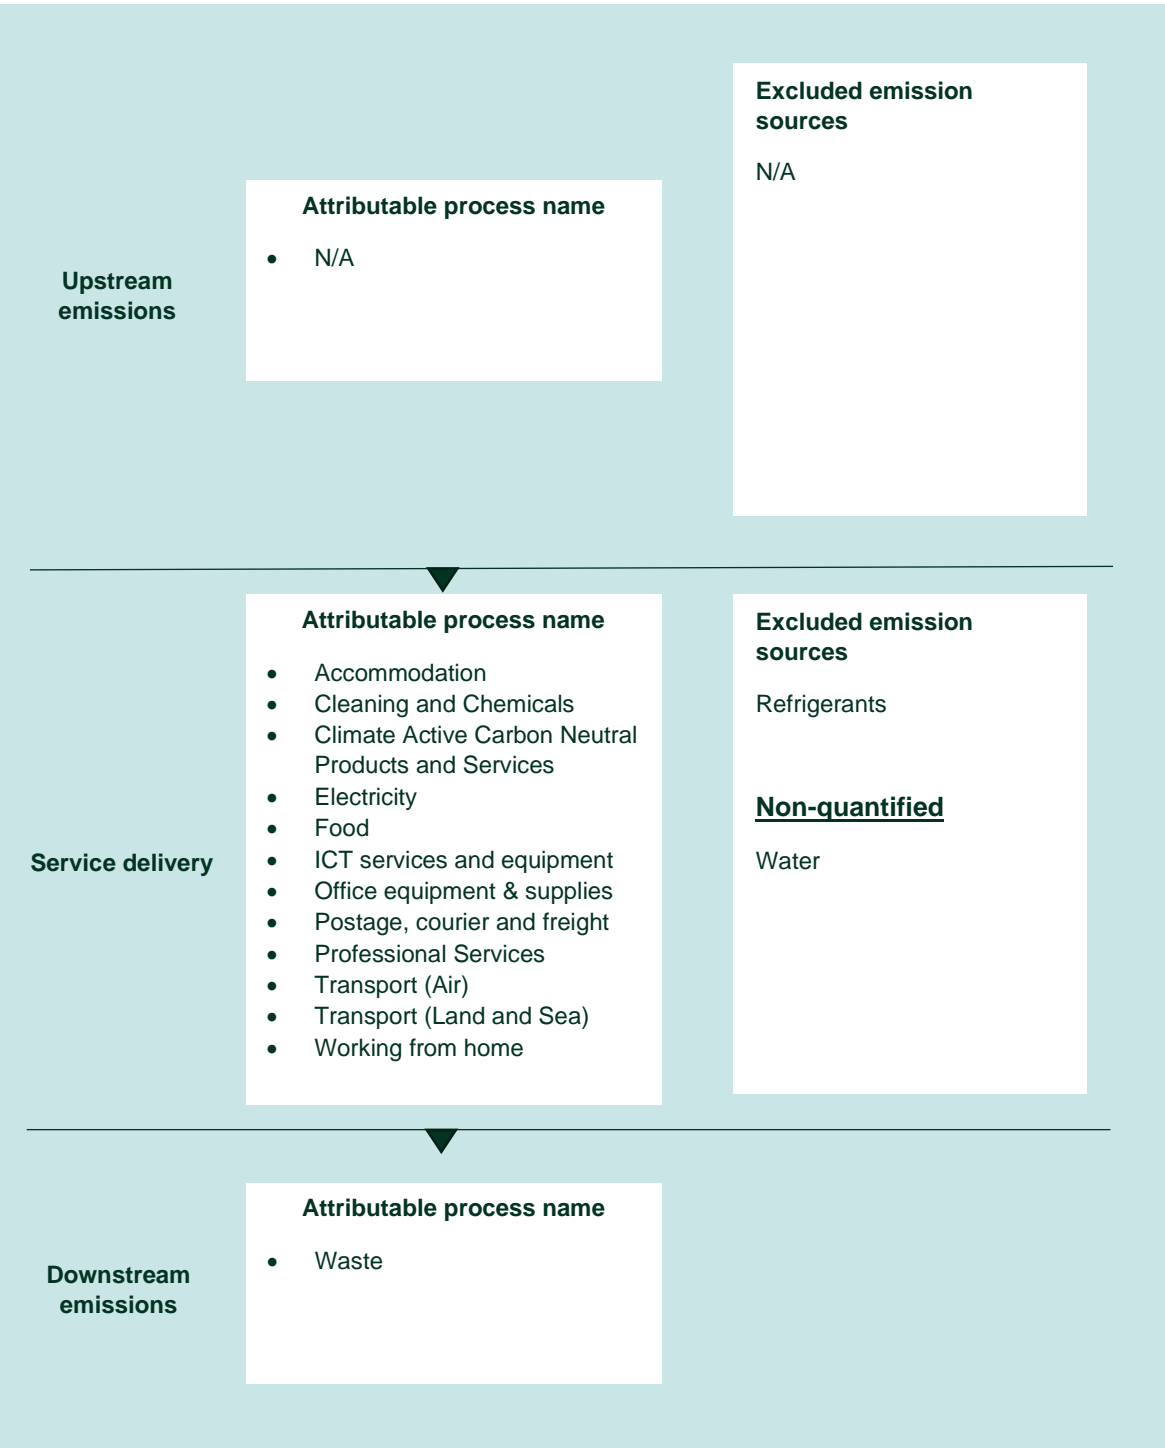 Upstream
emissions
Attributable process name
• N/A
Excluded emission
sources
N/A
Service delivery
Attributable process name
• Accommodation
• Cleaning and Chemicals
• Climate Active Carbon Neutral
Products and Services
• Electricity
• Food
• ICT services and equipment
• Office equipment & supplies
• Postage, courier and freight
• Professional Services
• Transport (Air)
• Transport (Land and Sea)
• Working from home
Excluded emission
sources
Refrigerants
Non-quantified
Water
Downstream
emissions
Attributable process name
• Waste